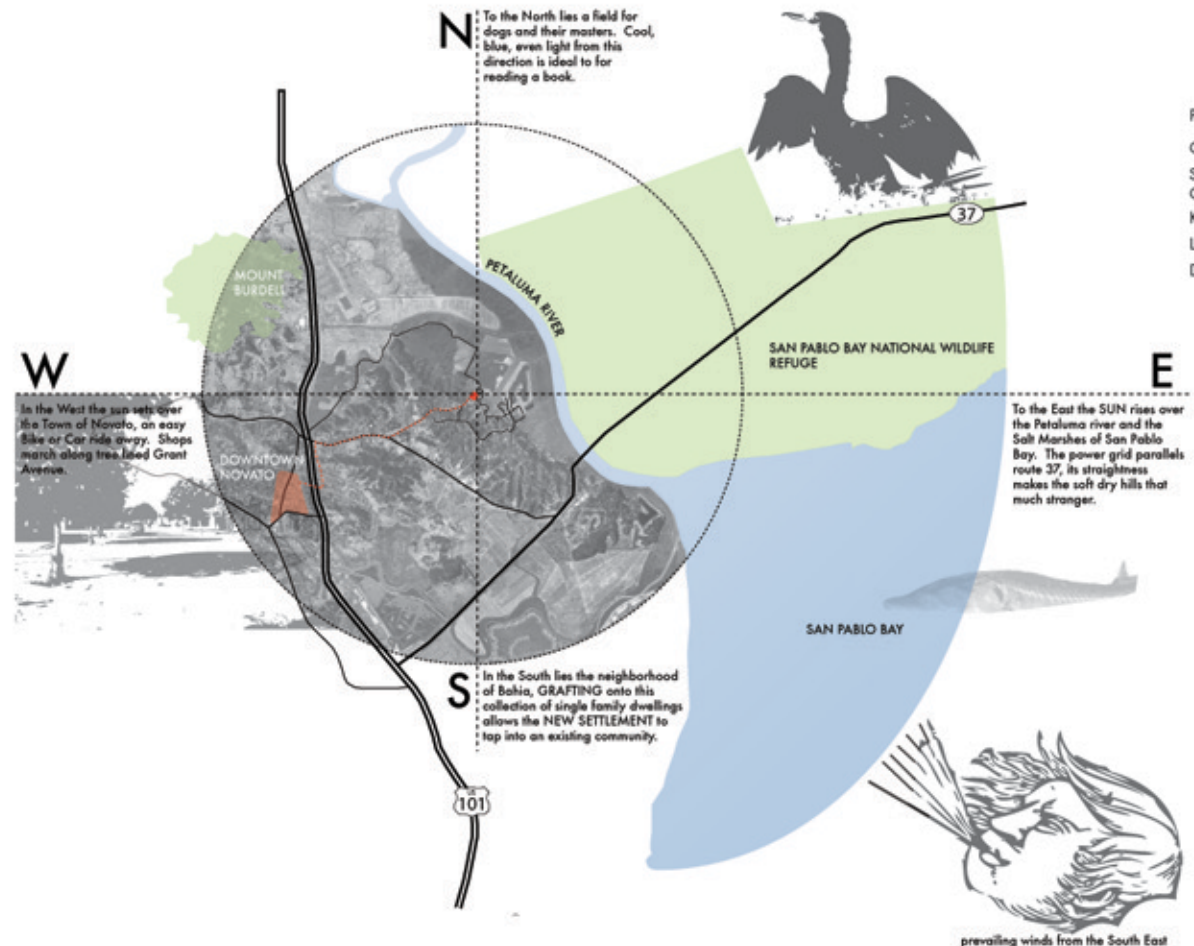 N
To the North lies a field for
dogs and their masters. Cool,
blue, even light from this
direction is ideal to for
reading a book.
37
MOUNT
BURDELL
PETALUMA RIVER
SAN PABLO BAY NATIONAL WILDLIFE
REFUGE
W
In the West the sun sets over
the Town of Novato, an easy
Bike or Car ride away. Shops
march along tree lined Grant
Avenue.
DOWNTOWN
NOVATO
E
To the East the SUN rises over
the Petaluma river and the
Salt Marshes of San Pablo
Bay. The power grid parallels
route 37, its straightness
makes the soft dry hills that
much stranger.
SAN PABLO BAY
S
In the South lies the neighborhood
of Bahia, GRAFTING onto this
collection of single family dwellings
allows the NEW SETTLEMENT to
tap into an existing community.
US
101
prevailing winds from the South East